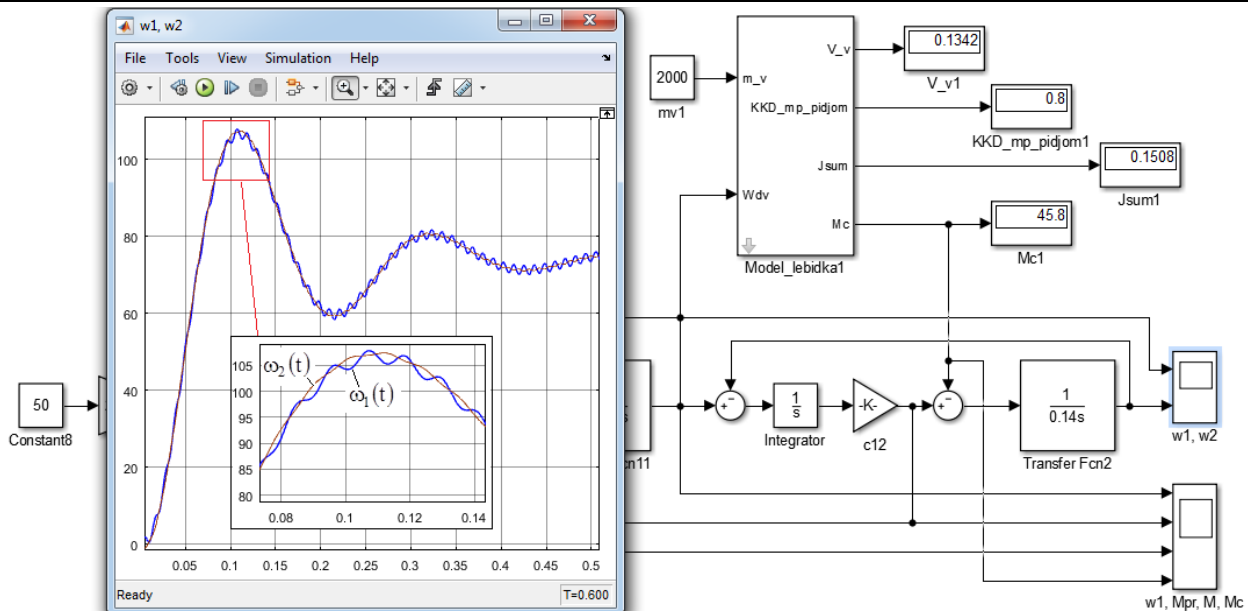 w1, w2
File Tools View Simulation Help
100
80
60
40
20
0
0.05 0.1 0.15 0.2 0.25 0.3 0.35 0.4 0.45 0.5
105
100
95
90
85
80
0.08 0.1 0.12 0.14
ω₂(t)
ω₁(t)
Ready T=0.600
50
Constant8
2000
mv1
m_v
Wdv
V_v
KKD_mp_pidjom
Jsum
Mc
Model_lebidka1
0.1342
V_v1
0.8
KKD_mp_pidjom1
0.1508
Jsum1
45.8
Mc1
s
cn11
+ −
1
s
Integrator
-K-
c12
+ −
1
0.14s
Transfer Fcn2
w1, w2
w1, Mpr, M, Mc